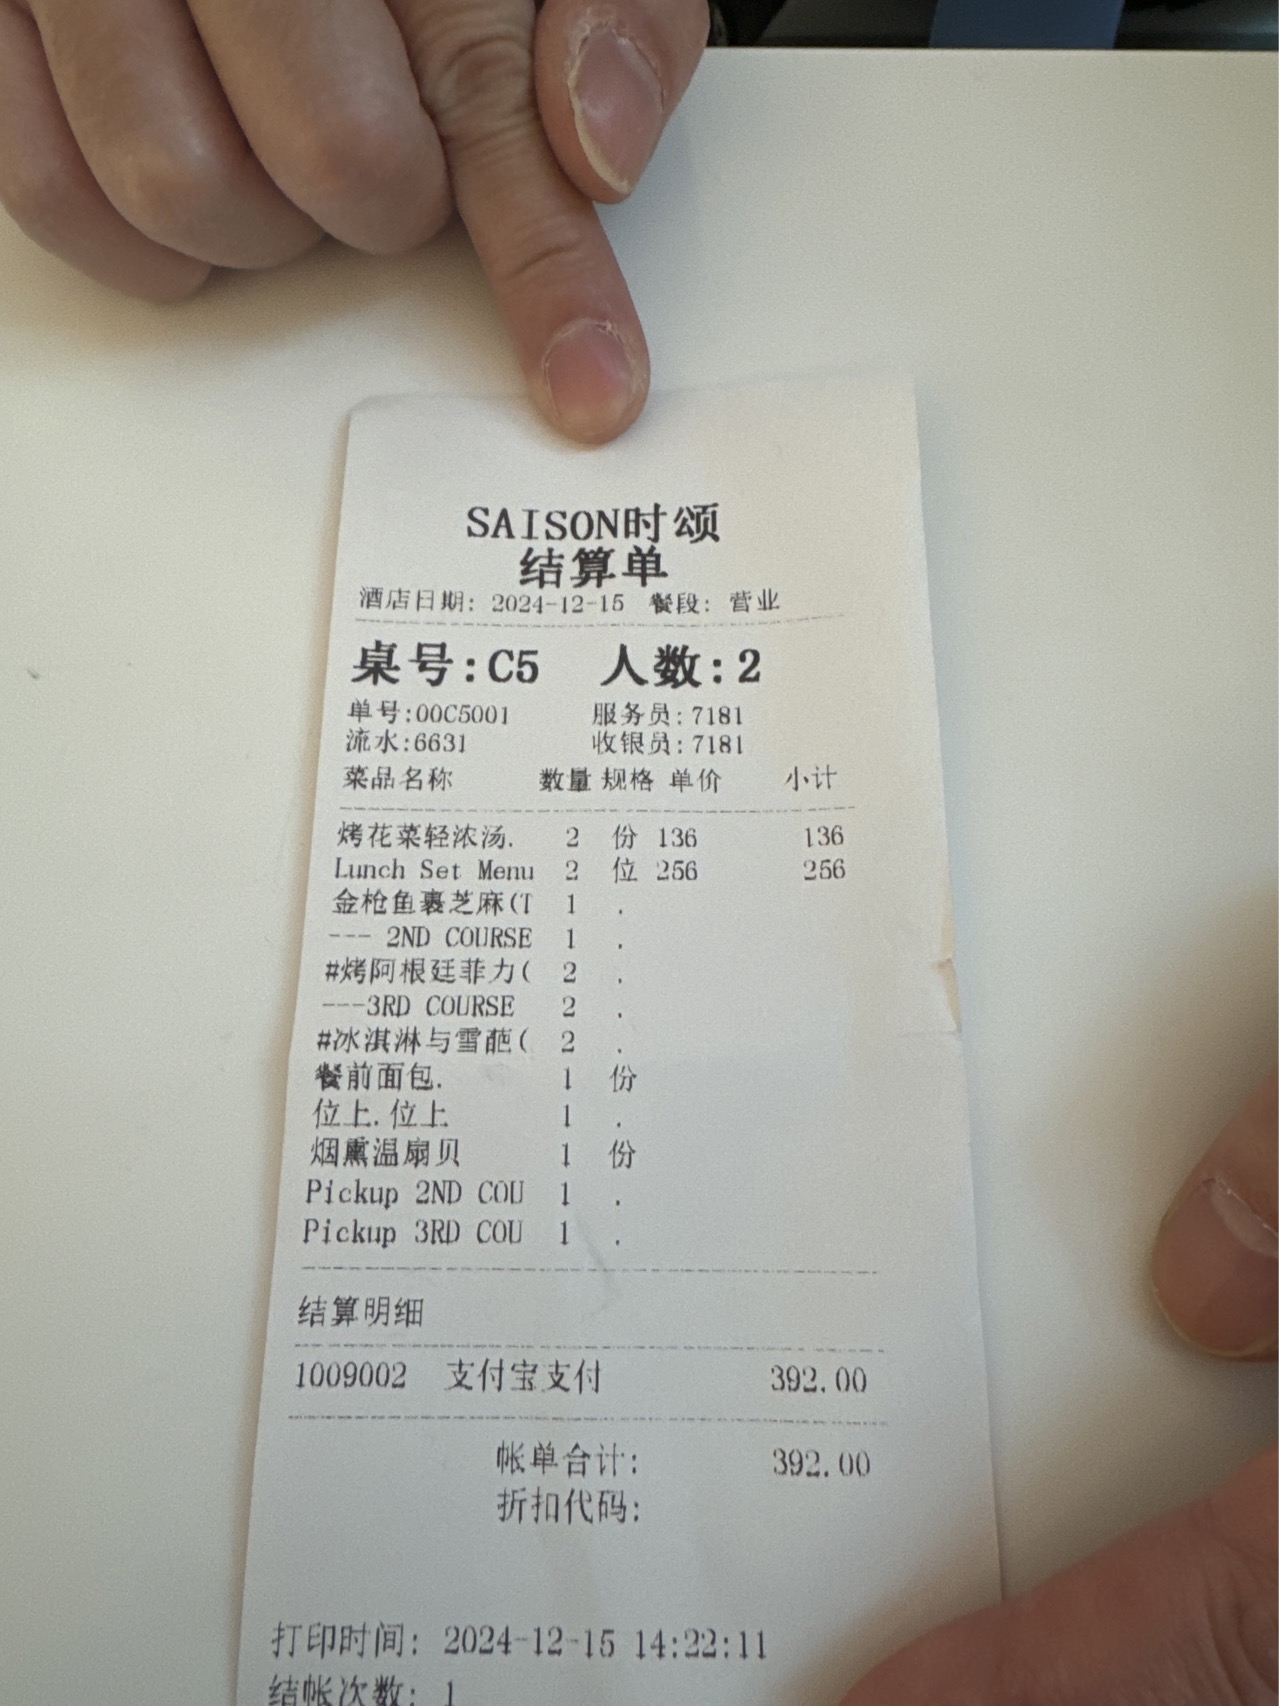 SAISON时颂
结算单
酒店日期: 2024-12-15 餐段: 营业
桌号:C5 人数:2
单号:00C5001 服务员:7181
流水:6631 收银员:7181
菜品名称 数量 规格 单价 小计
烤花菜轻浓汤. 2 份 136 136
Lunch Set Menu 2 位 256 256
金枪鱼裹芝麻(T 1 .
--- 2ND COURSE 1 .
#烤阿根廷菲力( 2 .
---3RD COURSE 2 .
#冰淇淋与雪葩( 2 .
餐前面包. 1 份
位上.位上 1 .
烟熏温扇贝 1 份
Pickup 2ND COU 1 .
Pickup 3RD COU 1 .
结算明细
1009002 支付宝支付 392.00
帐单合计: 392.00
折扣代码:
打印时间: 2024-12-15 14:22:11
结帐次数: 1